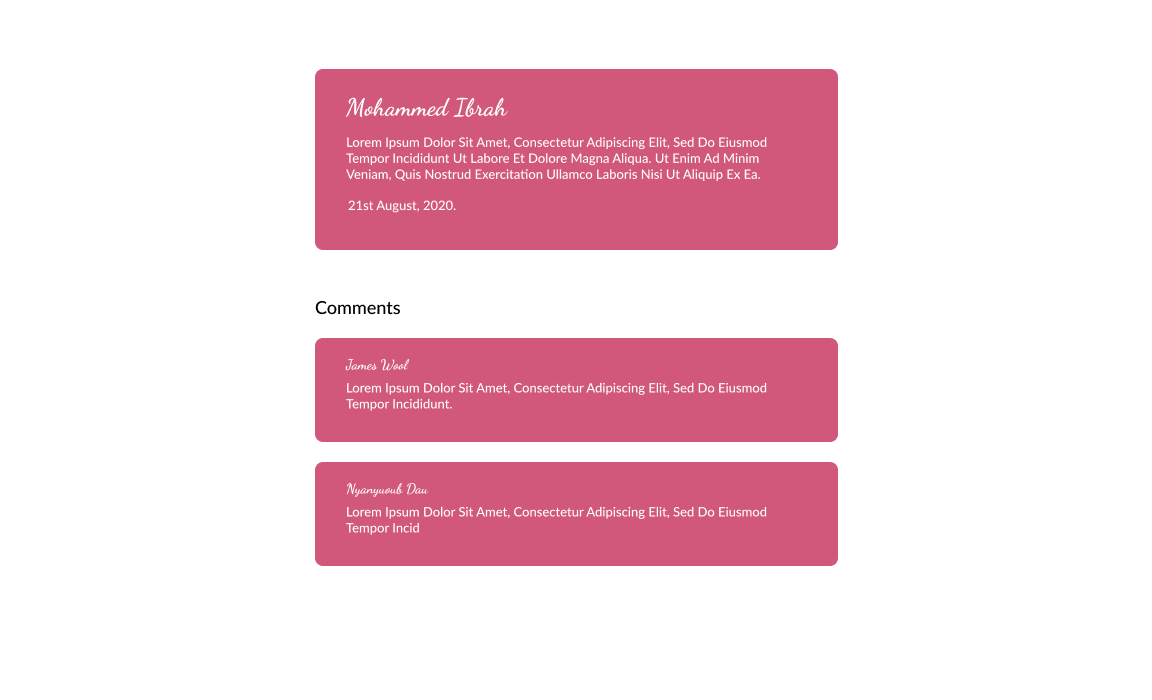 Mohammed Ibrah
Lorem Ipsum Dolor Sit Amet, Consectetur Adipiscing Elit, Sed Do Eiusmod
Tempor Incididunt Ut Labore Et Dolore Magna Aliqua. Ut Enim Ad Minim
Veniam, Quis Nostrud Exercitation Ullamco Laboris Nisi Ut Aliquip Ex Ea.
21st August, 2020.
Comments
James Wool
Lorem Ipsum Dolor Sit Amet, Consectetur Adipiscing Elit, Sed Do Eiusmod
Tempor Incididunt.
Nyanyuoub Dau
Lorem Ipsum Dolor Sit Amet, Consectetur Adipiscing Elit, Sed Do Eiusmod
Tempor Incid